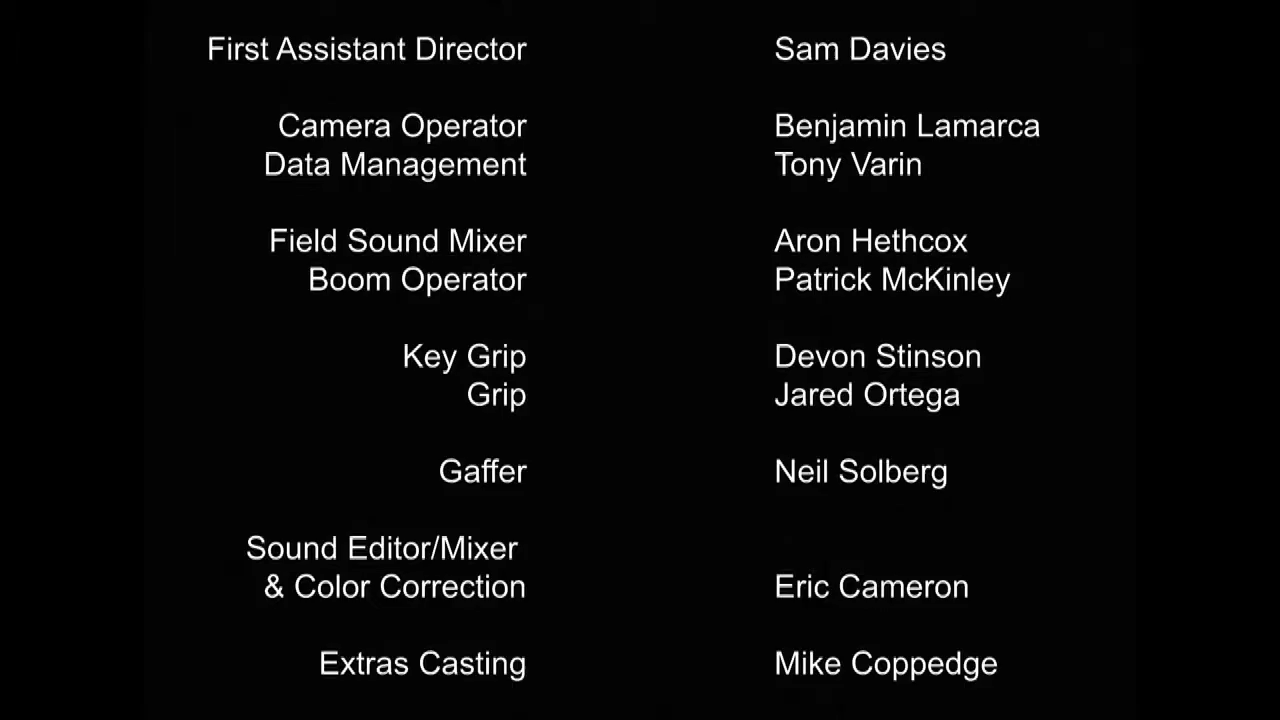 First Assistant Director Sam Davies
Camera Operator Benjamin Lamarca
Data Management Tony Varin
Field Sound Mixer Aron Hethcox
Boom Operator Patrick McKinley
Key Grip Devon Stinson
Grip Jared Ortega
Gaffer Neil Solberg
Sound Editor/Mixer
& Color Correction Eric Cameron
Extras Casting Mike Coppedge